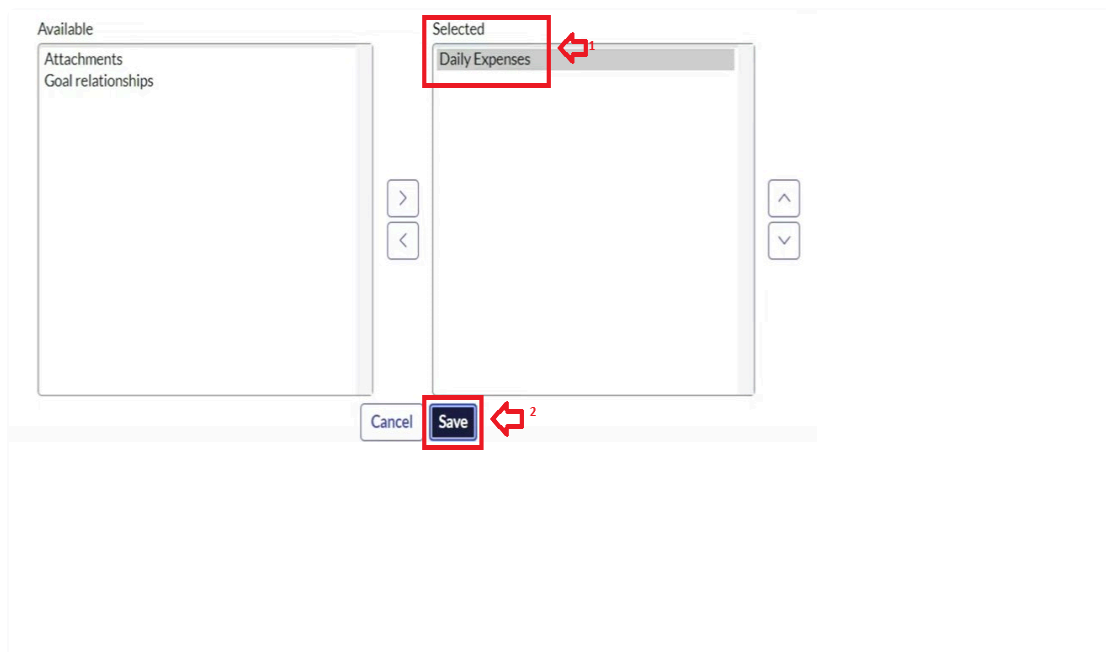 Available
Attachments
Goal relationships
Selected
Daily Expenses
1
Cancel
Save
2